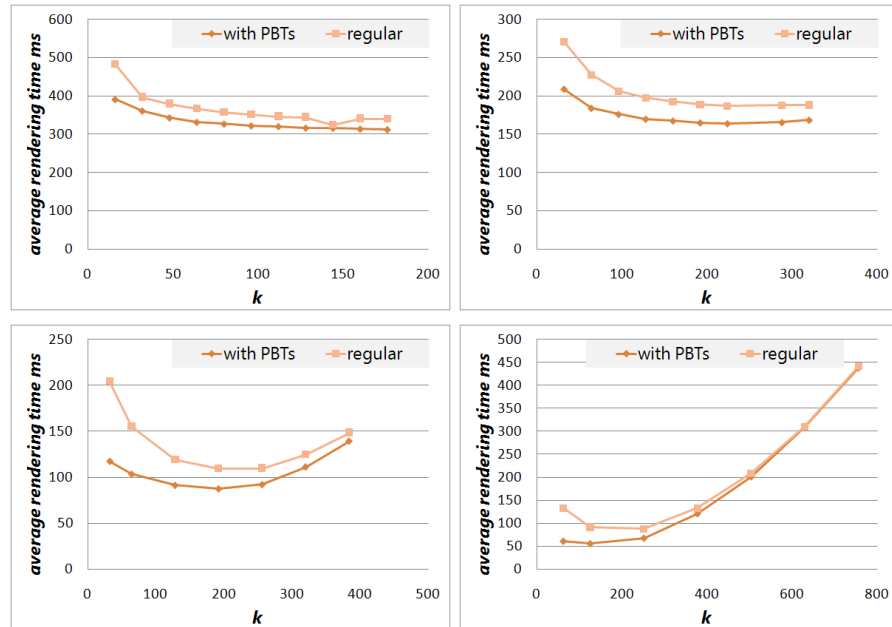 with PBTs regular
average rendering time ms
600
500
400
300
200
100
0
0 50 100 150 200
k
with PBTs regular
average rendering time ms
300
250
200
150
100
50
0
0 100 200 300 400
k
with PBTs regular
average rendering time ms
250
200
150
100
50
0
0 100 200 300 400 500
k
with PBTs regular
average rendering time ms
500
450
400
350
300
250
200
150
100
50
0
0 200 400 600 800
k